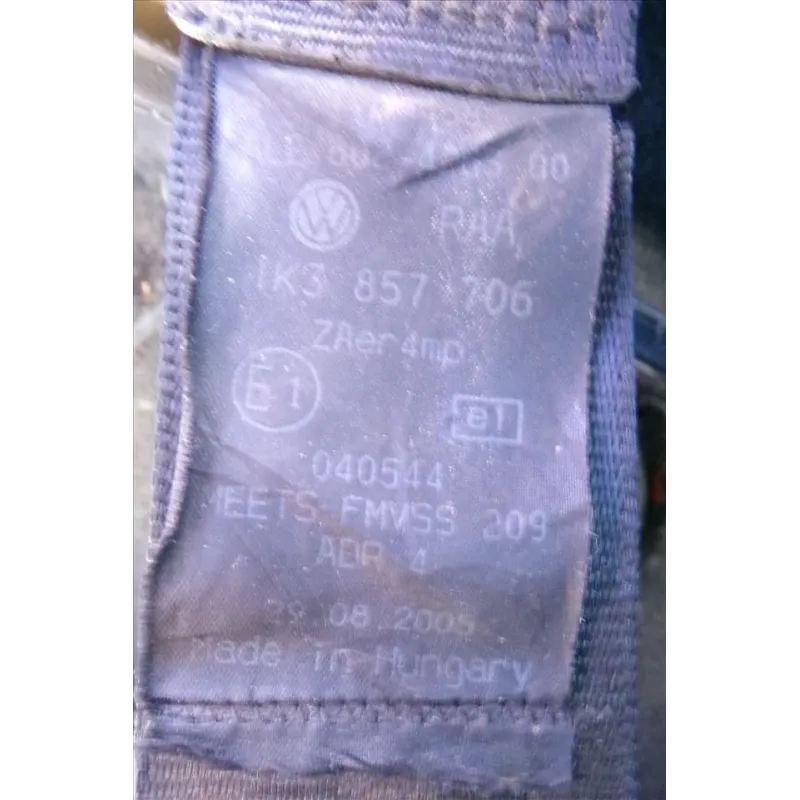 00
RAA
1K3 857 706
ZAer4mp
E1
e1
040544
MEETS FMVSS 209
ADR 4
29.08.2005
Made in Hungary